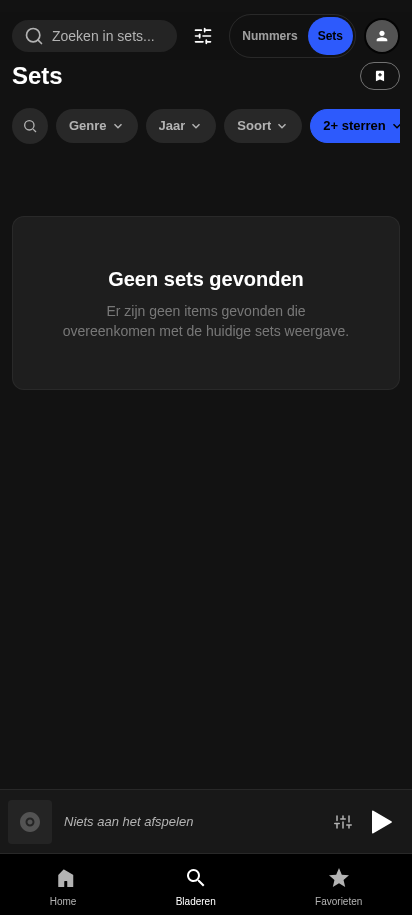 Zoeken in sets...
Nummers
Sets
Sets
Genre
Jaar
Soort
2+ sterren
Geen sets gevonden
Er zijn geen items gevonden die
overeenkomen met de huidige sets weergave.
Niets aan het afspelen
Home
Bladeren
Favorieten